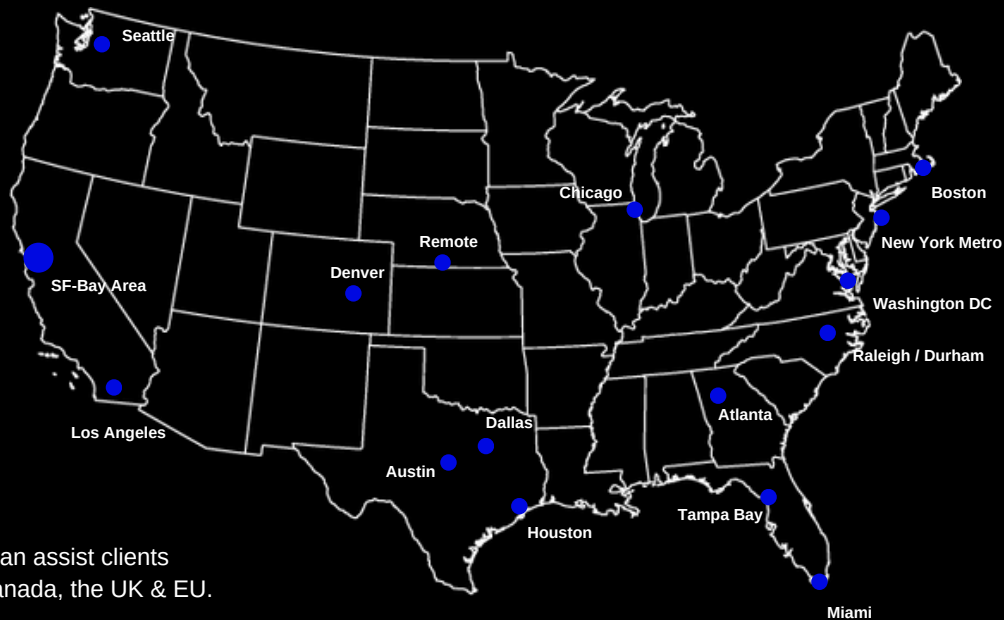 Seattle
Chicago
Boston
New York Metro
Remote
Denver
SF-Bay Area
Washington DC
Raleigh / Durham
Atlanta
Los Angeles
Dallas
Austin
Tampa Bay
Houston
an assist clients
anada, the UK & EU.
Miami